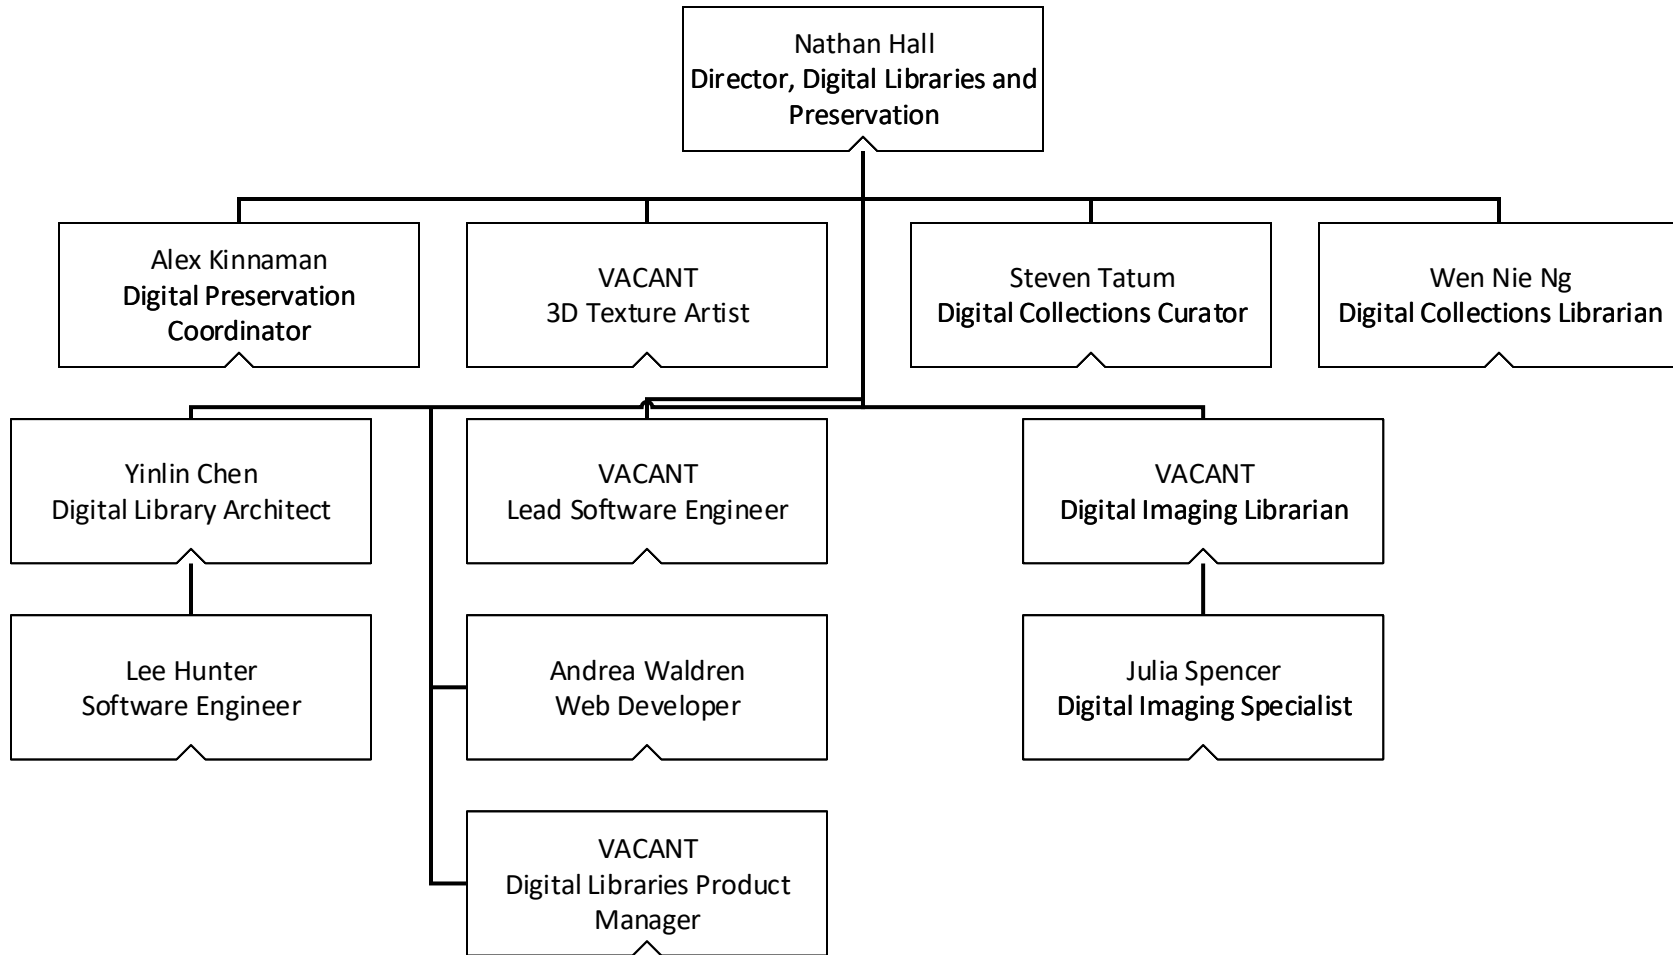 Nathan Hall
Director, Digital Libraries and
Preservation
Alex Kinnaman
Digital Preservation
Coordinator
VACANT
3D Texture Artist
Steven Tatum
Digital Collections Curator
Wen Nie Ng
Digital Collections Librarian
Yinlin Chen
Digital Library Architect
VACANT
Lead Software Engineer
VACANT
Digital Imaging Librarian
Lee Hunter
Software Engineer
Andrea Waldren
Web Developer
Julia Spencer
Digital Imaging Specialist
VACANT
Digital Libraries Product
Manager